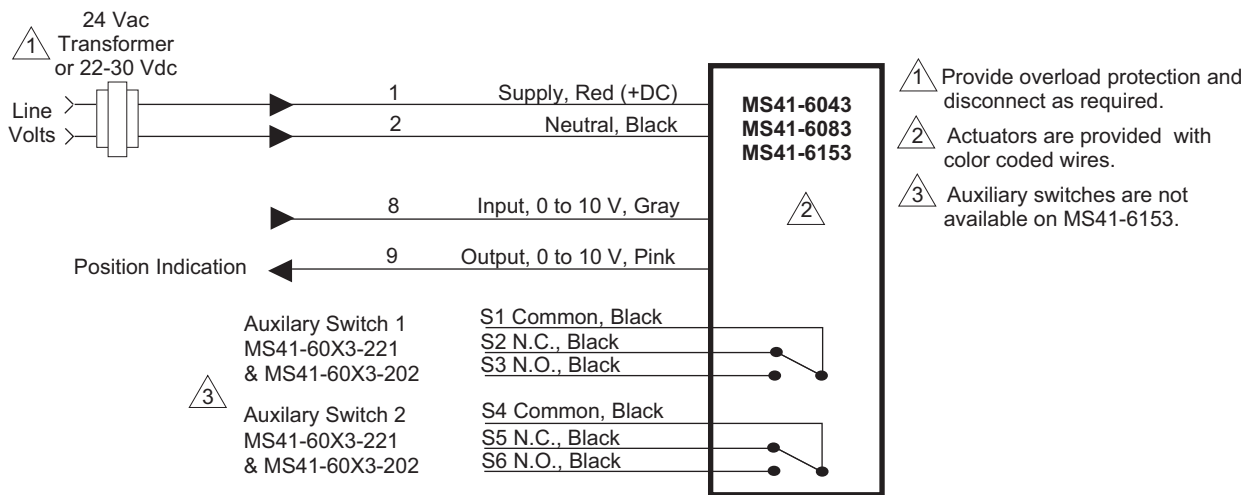 24 Vac
Transformer
or 22-30 Vdc
1
Line
Volts
1
Supply, Red (+DC)
2
Neutral, Black
8
Input, 0 to 10 V, Gray
9
Output, 0 to 10 V, Pink
Position Indication
MS41-6043
MS41-6083
MS41-6153
2
Auxilary Switch 1
MS41-60X3-221
& MS41-60X3-202
S1 Common, Black
S2 N.C., Black
S3 N.O., Black
3
Auxilary Switch 2
MS41-60X3-221
& MS41-60X3-202
S4 Common, Black
S5 N.C., Black
S6 N.O., Black
1 Provide overload protection and
disconnect as required.
2 Actuators are provided with
color coded wires.
3 Auxiliary switches are not
available on MS41-6153.